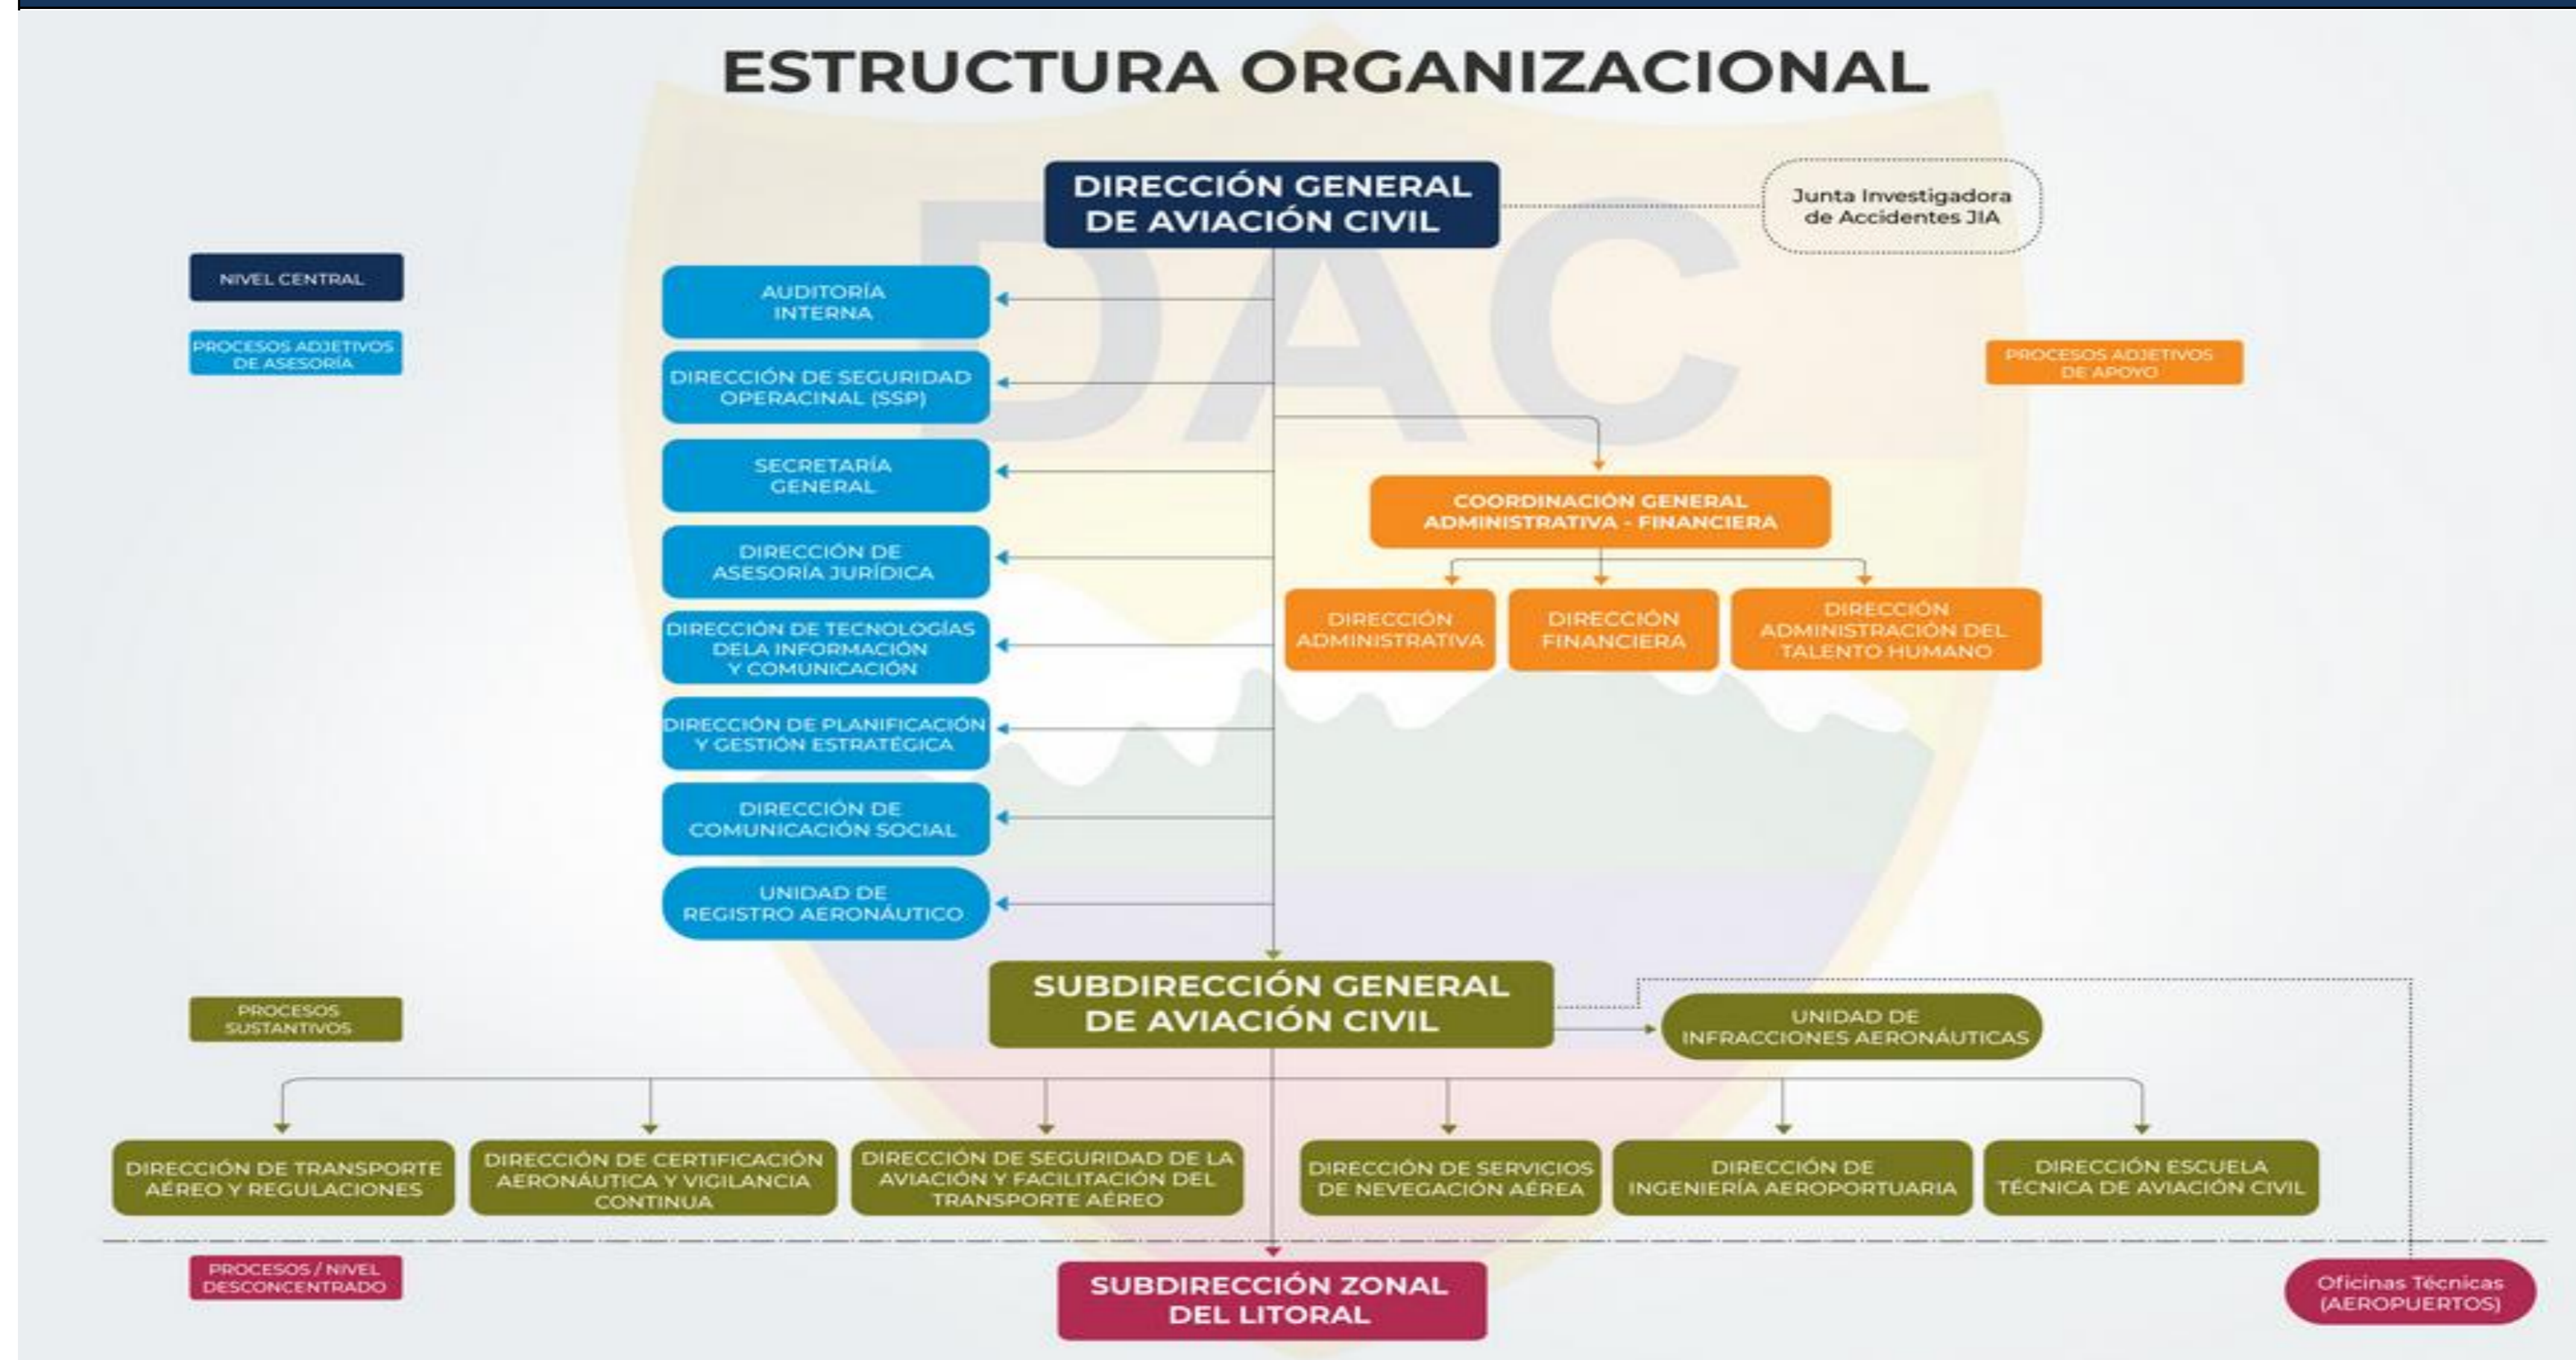 ESTRUCTURA ORGANIZACIONAL
DAC
DIRECCIÓN GENERAL
DE AVIACIÓN CIVIL
Junta Investigadora
de Accidentes JIA
NIVEL CENTRAL
PROCESOS ADJETIVOS
DE ASESORÍA
PROCESOS ADJETIVOS
DE APOYO
AUDITORÍA
INTERNA
DIRECCIÓN DE SEGURIDAD
OPERACINAL (SSP)
SECRETARÍA
GENERAL
DIRECCIÓN DE
ASESORÍA JURÍDICA
DIRECCIÓN DE TECNOLOGÍAS
DELA INFORMACIÓN
Y COMUNICACIÓN
DIRECCIÓN DE PLANIFICACIÓN
Y GESTIÓN ESTRATÉGICA
DIRECCIÓN DE
COMUNICACIÓN SOCIAL
UNIDAD DE
REGISTRO AERONÁUTICO
COORDINACIÓN GENERAL
ADMINISTRATIVA - FINANCIERA
DIRECCIÓN
ADMINISTRATIVA
DIRECCIÓN
FINANCIERA
DIRECCIÓN
ADMINISTRACIÓN DEL
TALENTO HUMANO
PROCESOS
SUSTANTIVOS
SUBDIRECCIÓN GENERAL
DE AVIACIÓN CIVIL
UNIDAD DE
INFRACCIONES AERONÁUTICAS
DIRECCIÓN DE TRANSPORTE
AÉREO Y REGULACIONES
DIRECCIÓN DE CERTIFICACIÓN
AERONÁUTICA Y VIGILANCIA
CONTINUA
DIRECCIÓN DE SEGURIDAD DE LA
AVIACIÓN Y FACILITACIÓN DEL
TRANSPORTE AÉREO
DIRECCIÓN DE SERVICIOS
DE NEVEGACIÓN AÉREA
DIRECCIÓN DE
INGENIERÍA AEROPORTUARIA
DIRECCIÓN ESCUELA
TÉCNICA DE AVIACIÓN CIVIL
PROCESOS / NIVEL
DESCONCENTRADO
SUBDIRECCIÓN ZONAL
DEL LITORAL
Oficinas Técnicas
(AEROPUERTOS)